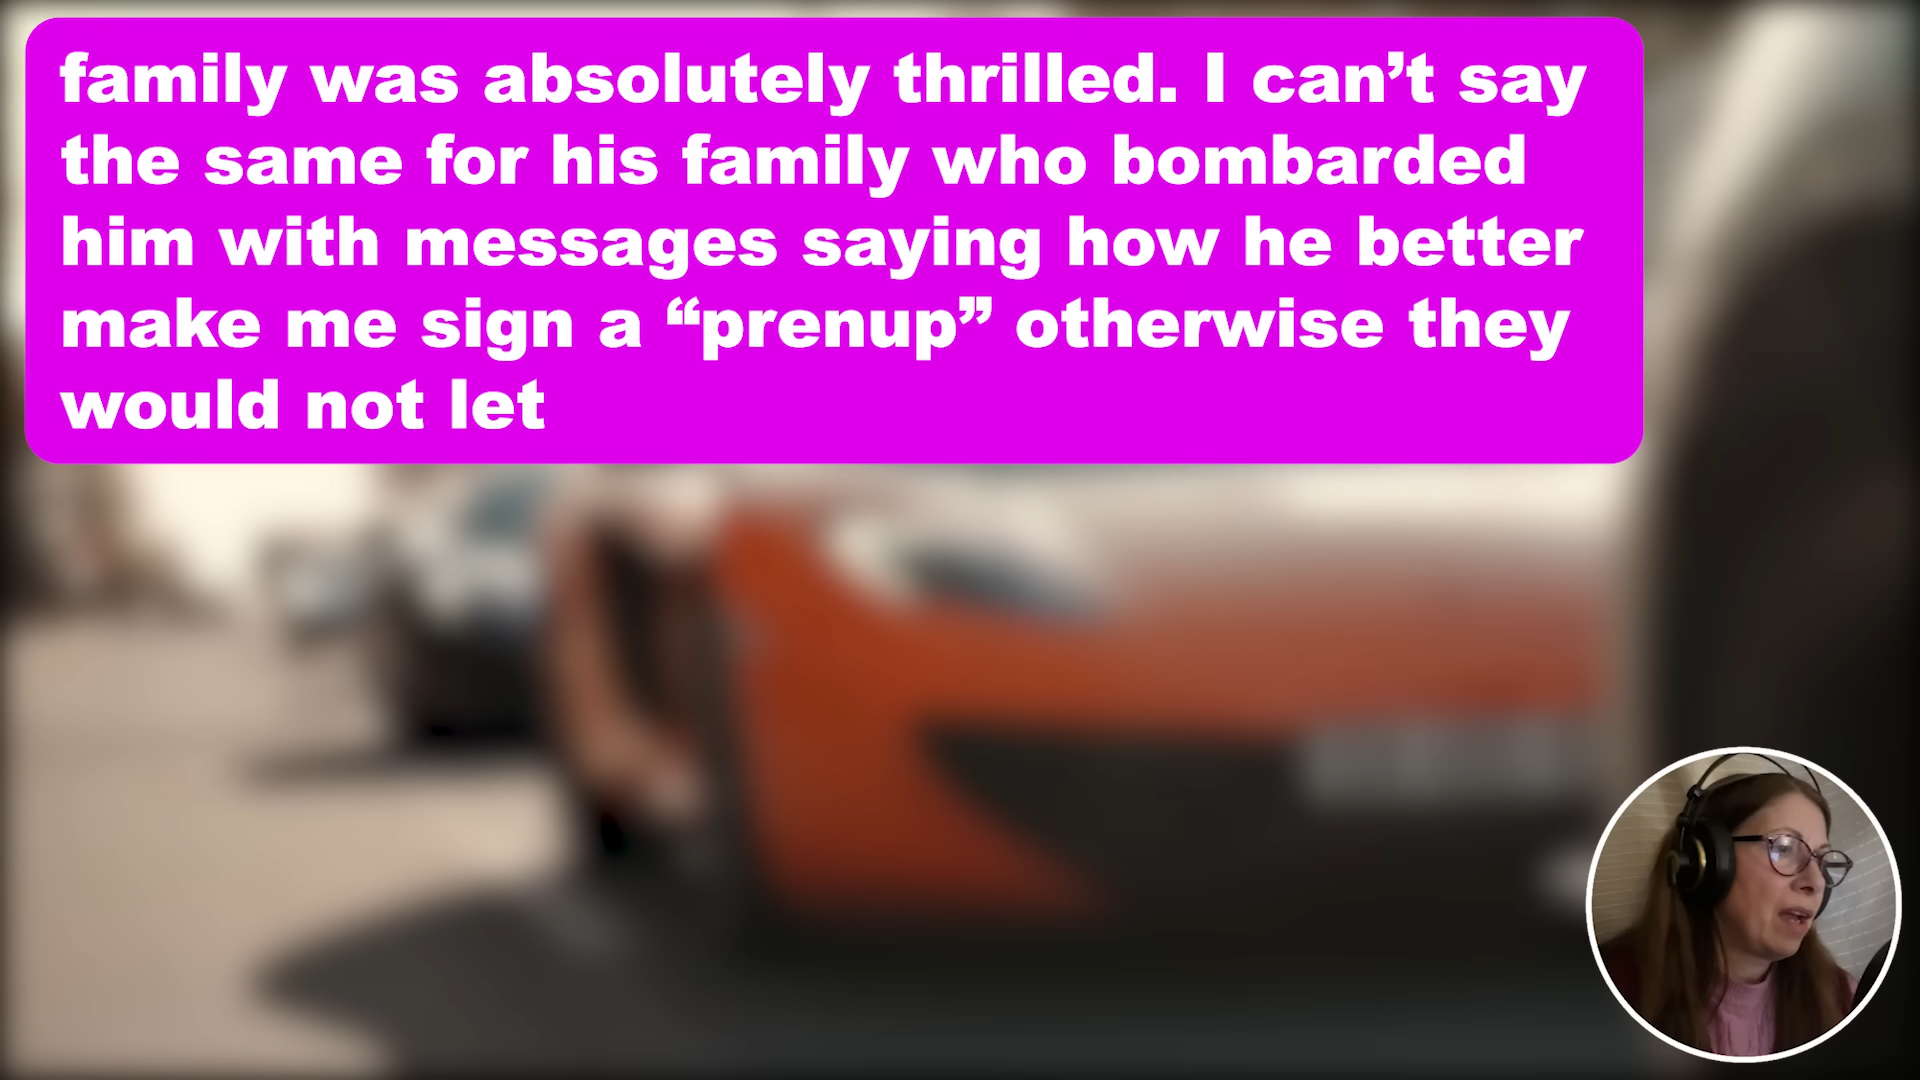 family was absolutely thrilled. I can’t say
the same for his family who bombarded
him with messages saying how he better
make me sign a “prenup” otherwise they
would not let